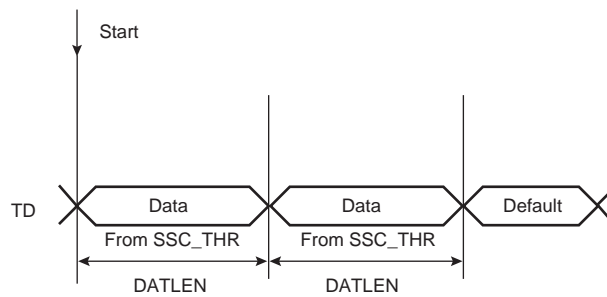 Start
TD
Data
Data
Default
From SSC_THR
From SSC_THR
DATLEN
DATLEN